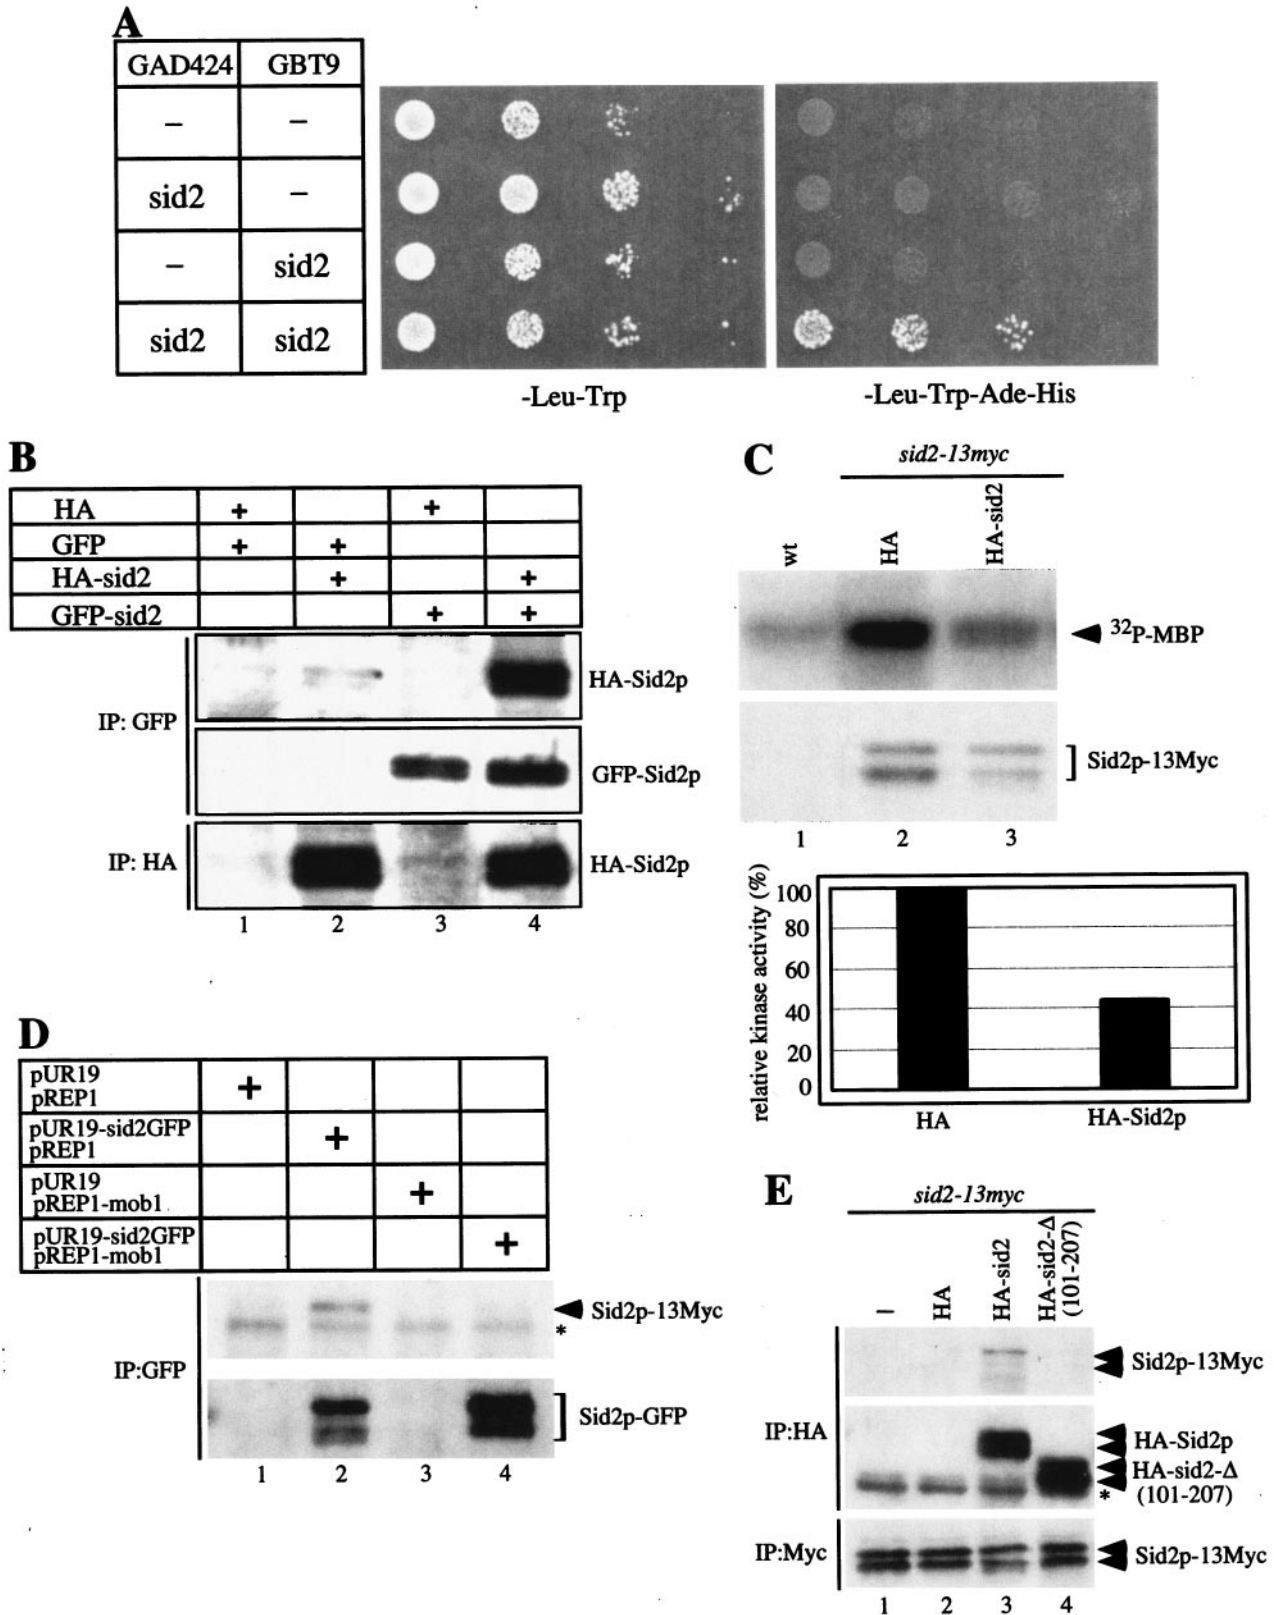 A
GAD424 GBT9
– –
sid2 –
– sid2
sid2 sid2
-Leu-Trp
-Leu-Trp-Ade-His
B
HA + +
GFP + +
HA-sid2 + +
GFP-sid2 + +
IP: GFP
HA-Sid2p
GFP-Sid2p
IP: HA
HA-Sid2p
1 2 3 4
C
sid2-13myc
wt
HA
HA-sid2
32P-MBP
Sid2p-13Myc
1 2 3
relative kinase activity (%)
100
80
60
40
20
0
HA
HA-Sid2p
D
pUR19
pREP1
+
pUR19-sid2GFP
pREP1
+
pUR19
pREP1-mob1
+
pUR19-sid2GFP
pREP1-mob1
+
IP:GFP
Sid2p-13Myc
*
Sid2p-GFP
1 2 3 4
E
sid2-13myc
–
HA
HA-sid2
HA-sid2-Δ
(101-207)
Sid2p-13Myc
IP:HA
HA-Sid2p
HA-sid2-Δ
* (101-207)
IP:Myc
Sid2p-13Myc
1 2 3 4